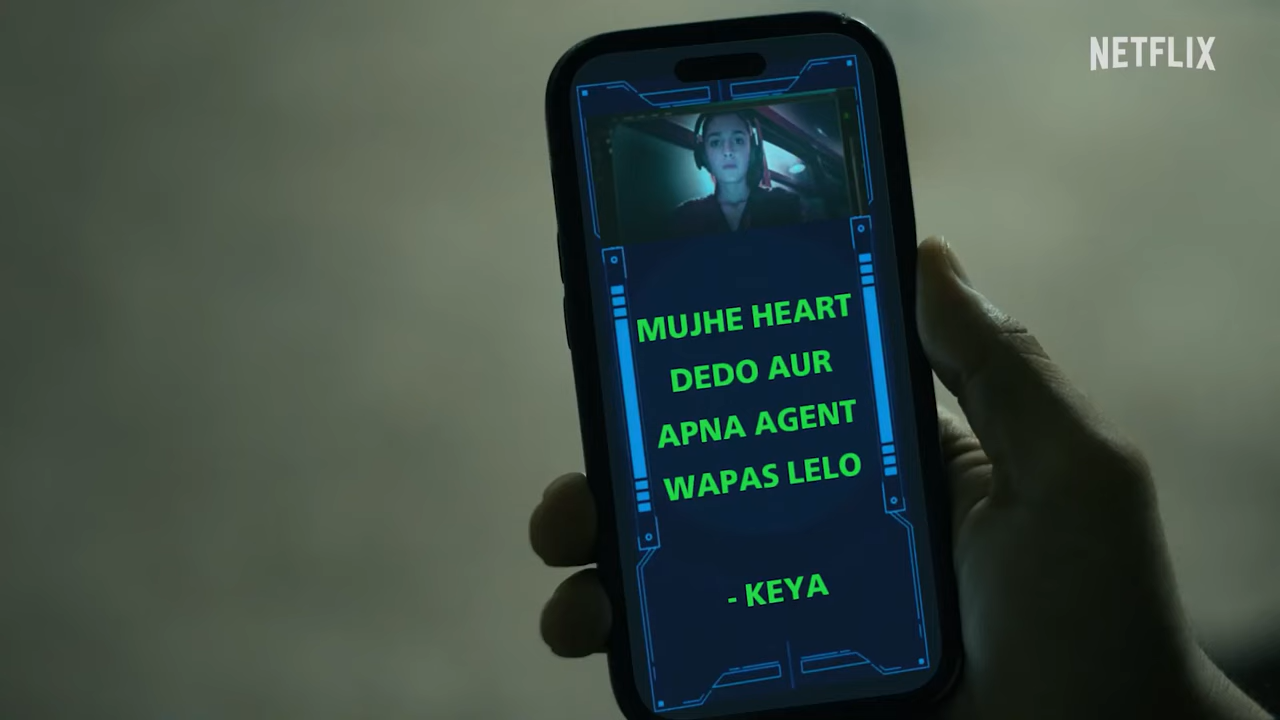 NETFLIX
MUJHE HEART
DEDO AUR
APNA AGENT
WAPAS LELO
- KEYA